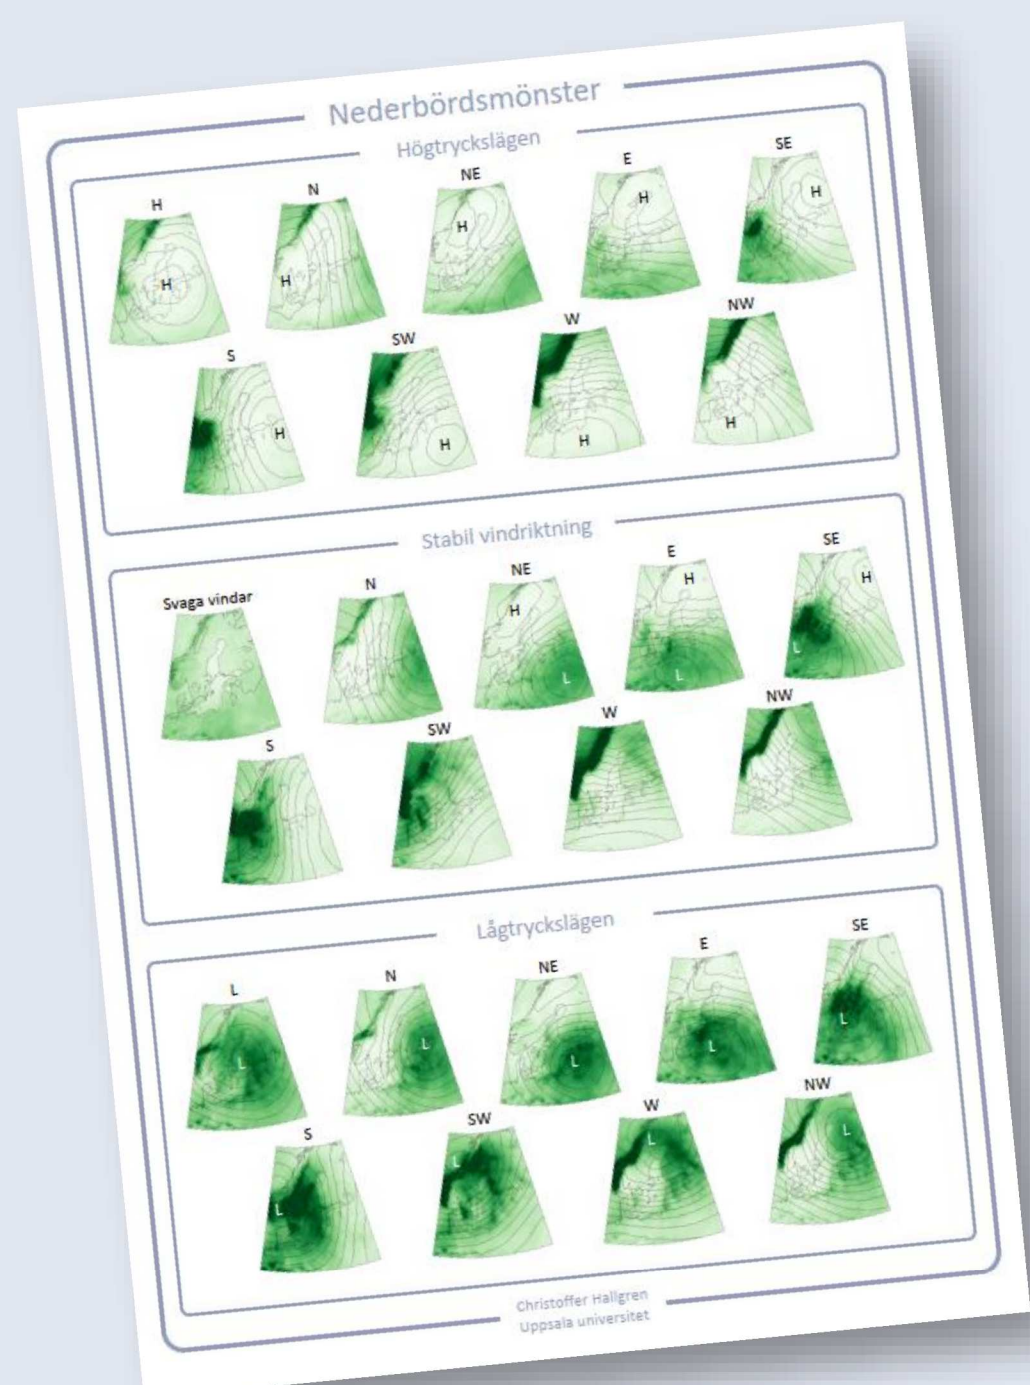 Nederbördsmönster
Högtryckslägen
H N NE E SE
H H H H H
S SW W NW
H H H H
Stabil vindriktning
Svaga vindar N NE E SE
H H H
L L L
S SW W NW
Lågtryckslägen
L N NE E SE
L L L L L
S SW W NW
L L L L
Christoffer Hallgren
Uppsala universitet